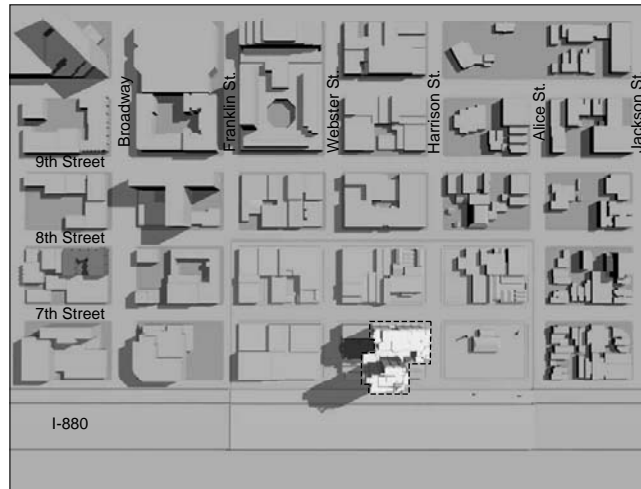 Broadway
Franklin St.
Webster St.
Harrison St.
Alice St.
Jackson St.
9th Street
8th Street
7th Street
I-880